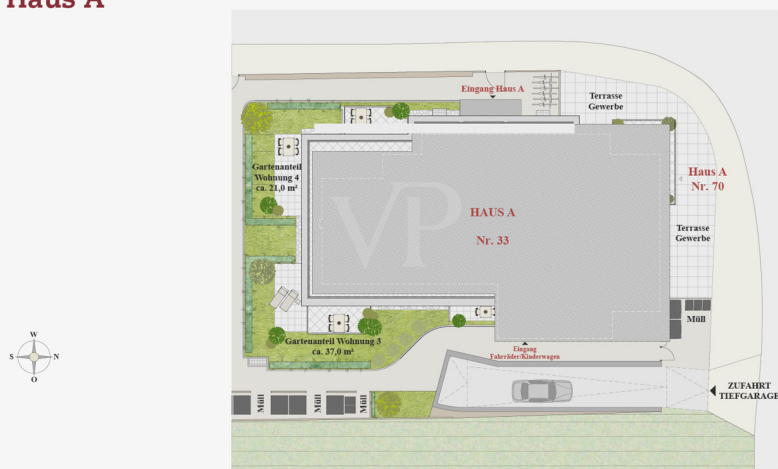 Haus A
Eingang Haus A
Terrasse
Gewerbe
Gartenanteil
Wohnung 4
ca. 21,0 m²
Haus A
Nr. 70
VP
HAUS A
Nr. 33
Terrasse
Gewerbe
Müll
W
S
N
O
Gartenanteil Wohnung 3
ca. 37,0 m²
Eingang
Fahrräder/Kinderwagen
ZUFAHRT
TIEFGARAGE
Müll
Müll
Müll